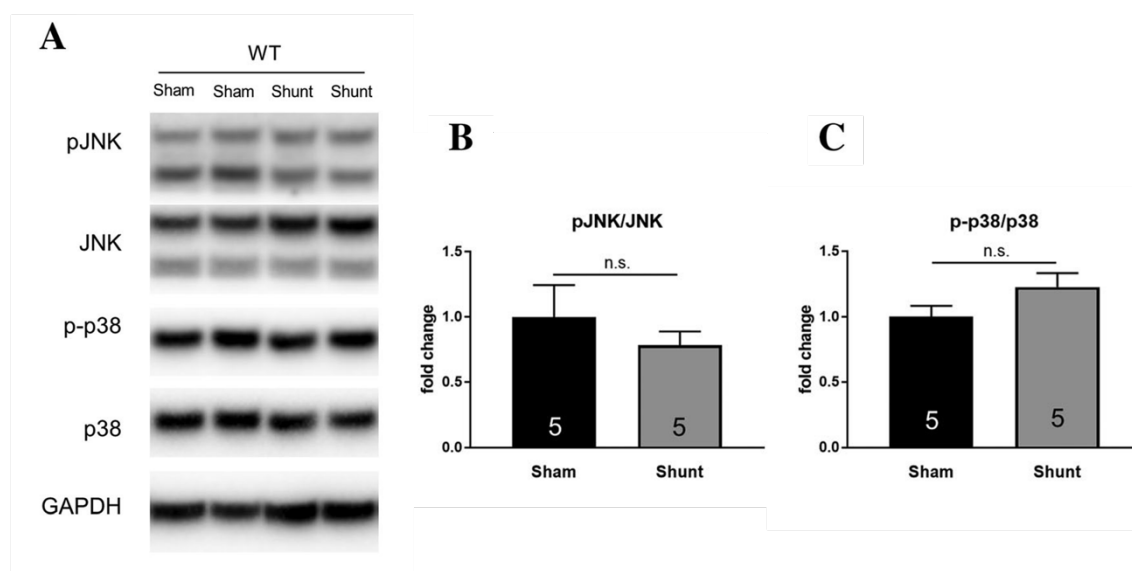 A
WT
Sham Sham Shunt Shunt
pJNK
JNK
p-p38
p38
GAPDH
B
pJNK/JNK
fold change
1.5
1.0
0.5
0.0
n.s.
5 5
Sham Shunt
C
p-p38/p38
fold change
1.5
1.0
0.5
0.0
n.s.
5 5
Sham Shunt